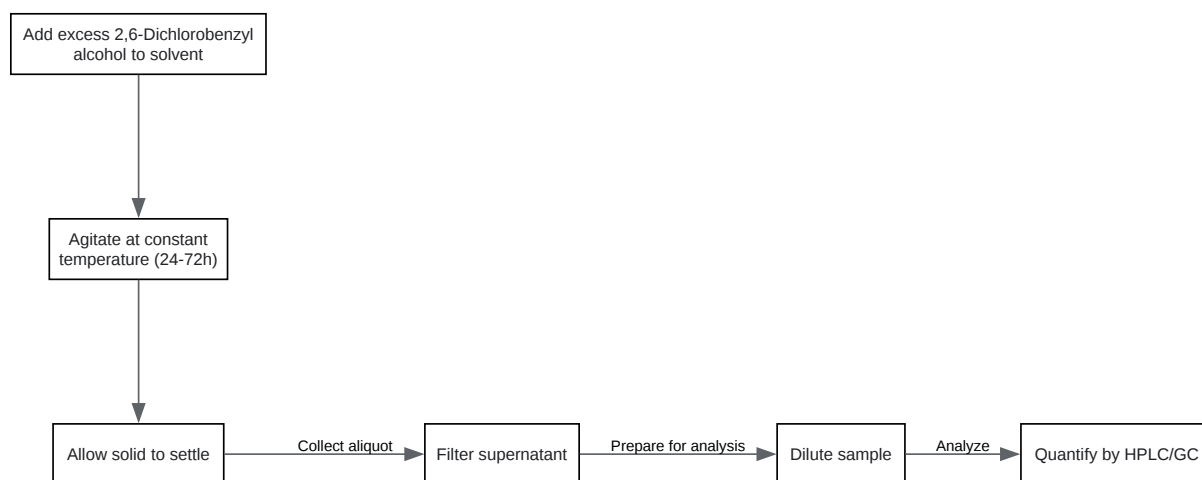 Add excess 2,6-Dichlorobenzyl
alcohol to solvent
Agitate at constant
temperature (24-72h)
Allow solid to settle
Collect aliquot
Filter supernatant
Prepare for analysis
Dilute sample
Analyze
Quantify by HPLC/GC